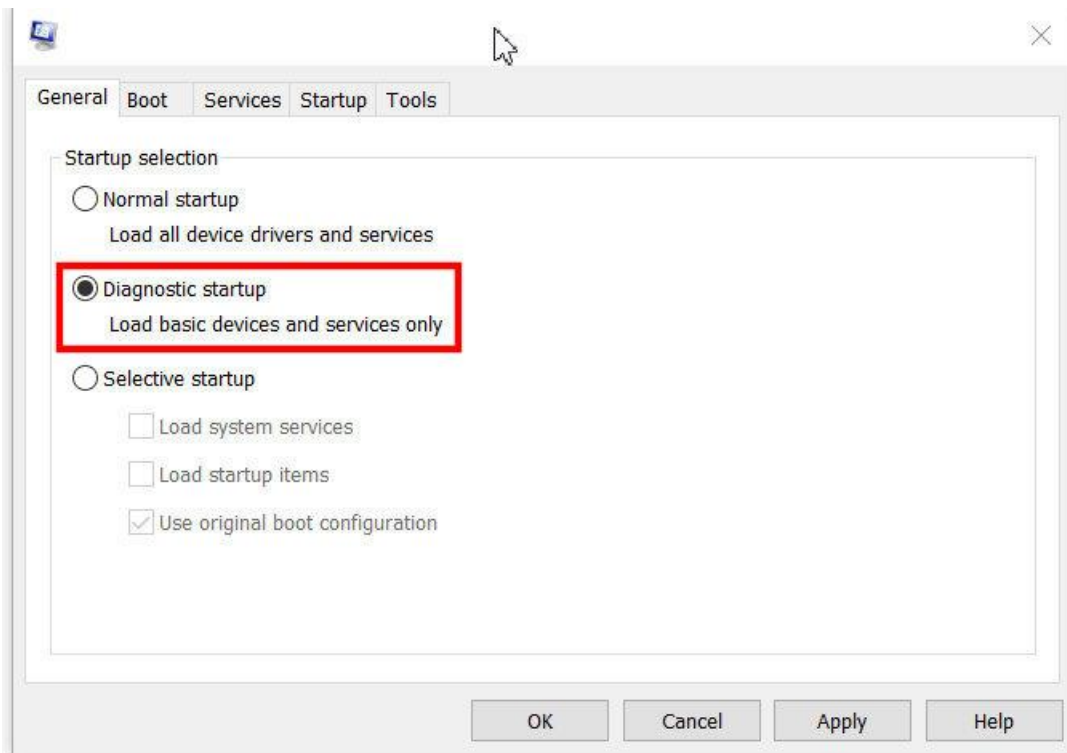 General Boot Services Startup Tools
Startup selection
Normal startup
Load all device drivers and services
Diagnostic startup
Load basic devices and services only
Selective startup
Load system services
Load startup items
Use original boot configuration
OK Cancel Apply Help